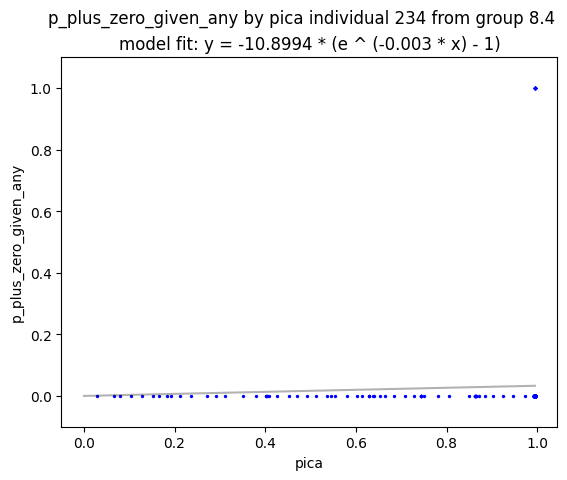 p_plus_zero_given_any by pica individual 234 from group 8.4
model fit: y = -10.8994 * (e ^ (-0.003 * x) - 1)
1.0
0.8
0.6
0.4
0.2
0.0
p_plus_zero_given_any
0.0 0.2 0.4 0.6 0.8 1.0
pica